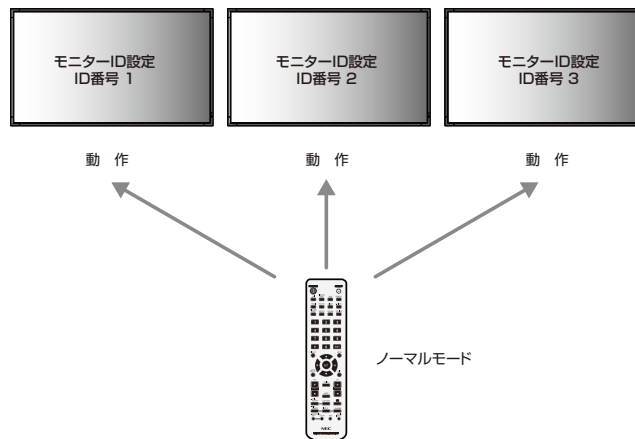 モニターID設定
ID番号 1
モニターID設定
ID番号 2
モニターID設定
ID番号 3
動 作
動 作
動 作
ノーマルモード
NEC